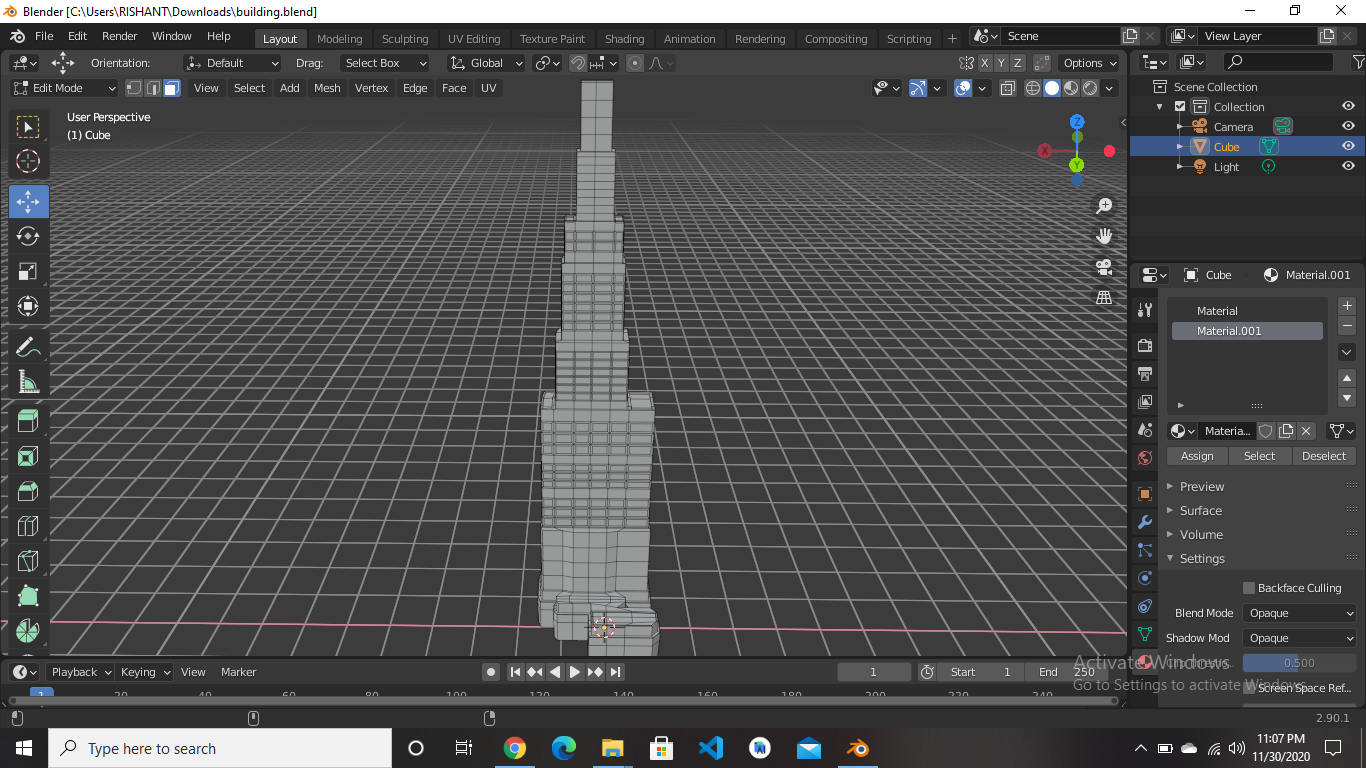 Blender [C:\Users\RISHANT\Downloads\building.blend]
File Edit Render Window Help Layout Modeling Sculpting UV Editing Texture Paint Shading Animation Rendering Compositing Scripting + Scene View Layer
Orientation: Default Drag: Select Box Global X Y Z Options
Edit Mode View Select Add Mesh Vertex Edge Face UV
User Perspective
(1) Cube
Z
X
Y
Scene Collection
Collection
Camera
Cube
Light
Cube Material.001
Material
Material.001
Materia...
Assign Select Deselect
Preview
Surface
Volume
Settings
Backface Culling
Blend Mode Opaque
Shadow Mod Opaque
0.500
Screen Space Ref...
Activate Windows
Go to Settings to activate Windows.
Playback Keying View Marker 1 Start 1 End 250
1 20 40 60 80 100 120 140 160 180 200 220 240
2.90.1
Type here to search
11:07 PM
11/30/2020